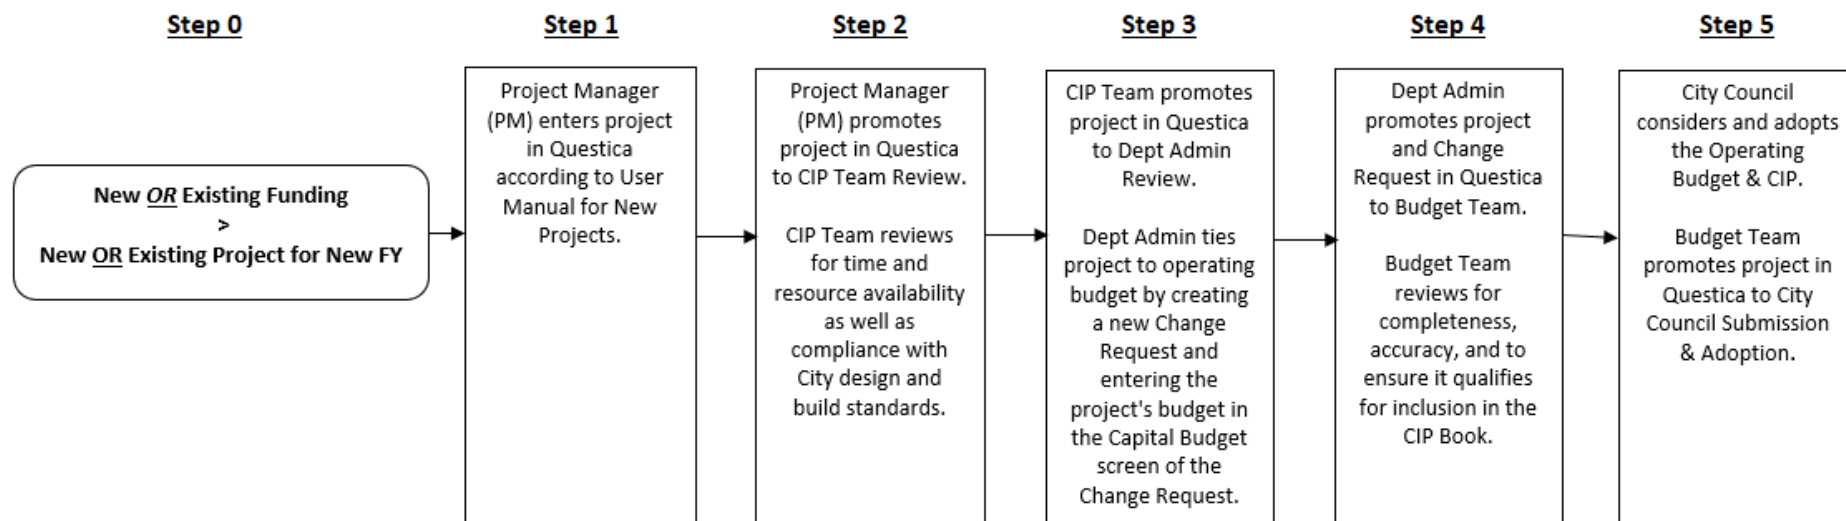 Step 0
New OR Existing Funding
>
New OR Existing Project for New FY
Step 1
Project Manager
(PM) enters project
in Questica
according to User
Manual for New
Projects.
Step 2
Project Manager
(PM) promotes
project in Questica
to CIP Team Review.
CIP Team reviews
for time and
resource availability
as well as
compliance with
City design and
build standards.
Step 3
CIP Team promotes
project in Questica
to Dept Admin
Review.
Dept Admin ties
project to operating
budget by creating
a new Change
Request and
entering the
project's budget in
the Capital Budget
screen of the
Change Request.
Step 4
Dept Admin
promotes project
and Change
Request in Questica
to Budget Team.
Budget Team
reviews for
completeness,
accuracy, and to
ensure it qualifies
for inclusion in the
CIP Book.
Step 5
City Council
considers and adopts
the Operating
Budget & CIP.
Budget Team
promotes project in
Questica to City
Council Submission
& Adoption.